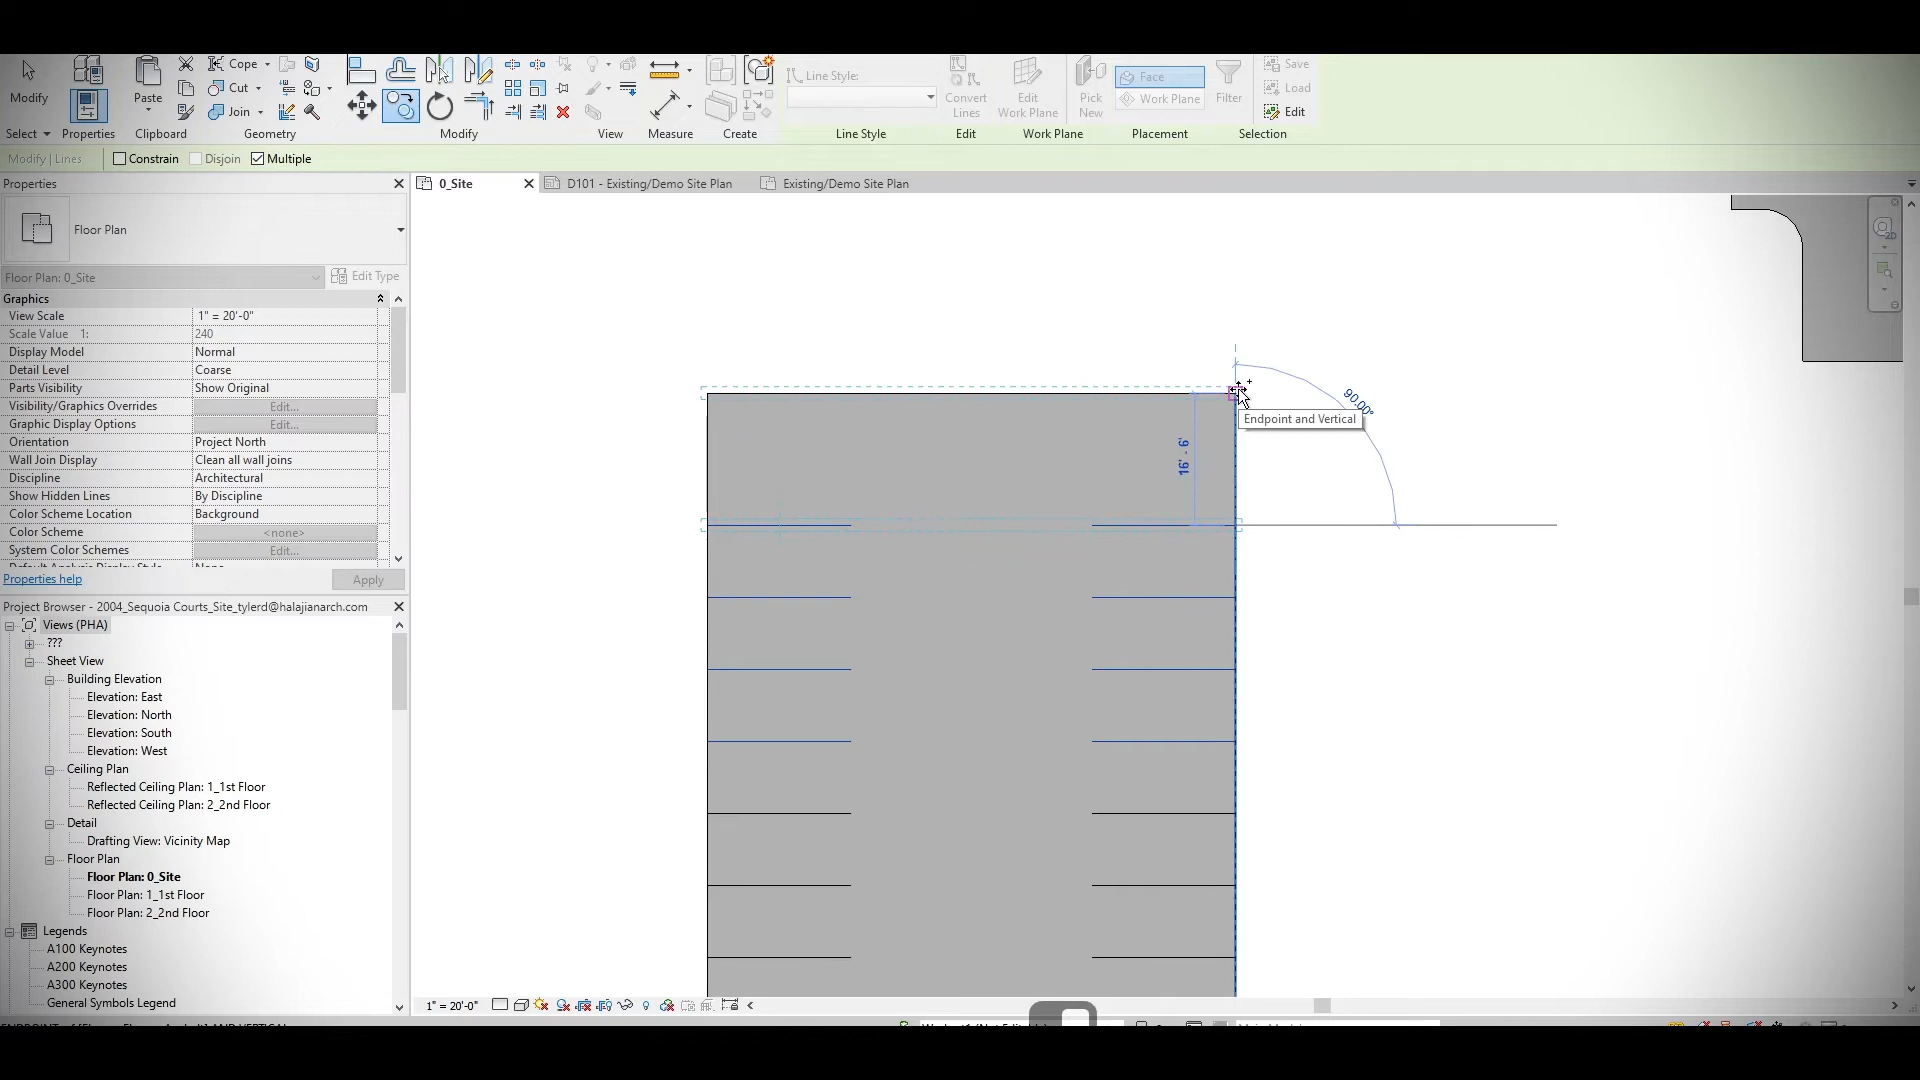 Cope
Modify
Paste
Cut
Join
Select
Properties
Clipboard
Geometry
Modify
View
Measure
Create
Line Style:
Line Style
Convert
Lines
Edit
Edit
Work Plane
Work Plane
Pick
New
Face
Work Plane
Placement
Filter
Save
Load
Edit
Selection
Modify | Lines
Constrain
Disjoin
Multiple
Properties
Floor Plan
Floor Plan: 0_Site
Edit Type
Graphics
View Scale 1" = 20'-0"
Scale Value 1: 240
Display Model Normal
Detail Level Coarse
Parts Visibility Show Original
Visibility/Graphics Overrides Edit...
Graphic Display Options Edit...
Orientation Project North
Wall Join Display Clean all wall joins
Discipline Architectural
Show Hidden Lines By Discipline
Color Scheme Location Background
Color Scheme <none>
System Color Schemes Edit...
Properties help
Apply
Project Browser - 2004_Sequoia Courts_Site_tylerd@halajianarch.com
Views (PHA)
???
Sheet View
Building Elevation
Elevation: East
Elevation: North
Elevation: South
Elevation: West
Ceiling Plan
Reflected Ceiling Plan: 1_1st Floor
Reflected Ceiling Plan: 2_2nd Floor
Detail
Drafting View: Vicinity Map
Floor Plan
Floor Plan: 0_Site
Floor Plan: 1_1st Floor
Floor Plan: 2_2nd Floor
Legends
A100 Keynotes
A200 Keynotes
A300 Keynotes
General Symbols Legend
0_Site
D101 - Existing/Demo Site Plan
Existing/Demo Site Plan
2D
90.00°
Endpoint and Vertical
16' - 6'
1" = 20'-0"